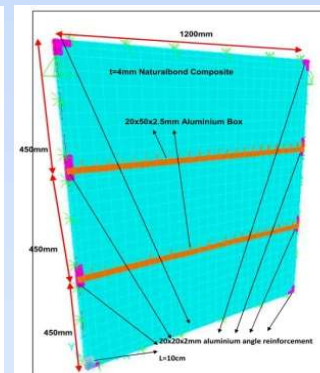 1200mm
t=4mm Naturalbond Composite
20x50x2.5mm Aluminium Box
450mm
450mm
450mm
20x20x2mm aluminium angle reinforcement
L=10cm